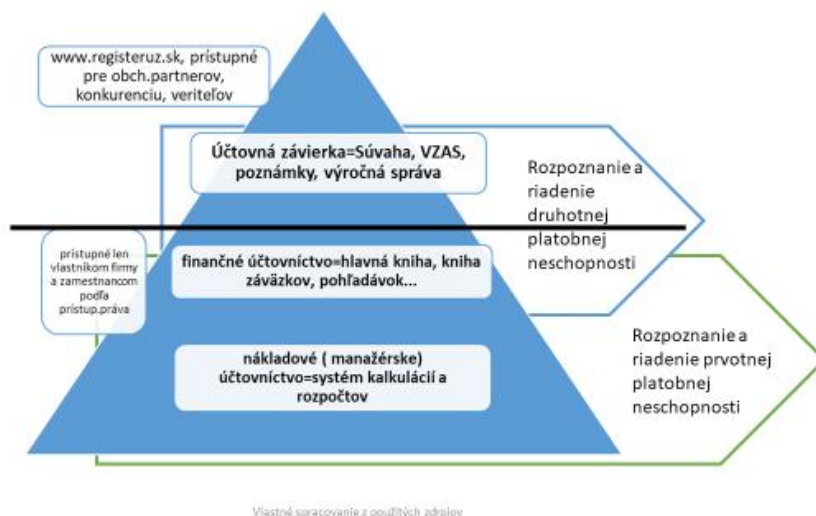 www.registeruz.sk, prístupné
pre obch.partnerov,
konkurenciu, veriteľov
Účtovná závierka=Súvaha, VZAS,
poznámky, výročná správa
Rozpoznanie a
riadenie
druhotnej
platobnej
neschopnosti
prístupné len
vlastníkom firmy
a zamestnancom
podľa
prístup.práva
finančné účtovníctvo=hlavná kniha, kniha
záväzkov, pohľadávok...
Rozpoznanie a
riadenie prvotnej
platobnej
neschopnosti
nákladové ( manažérske)
účtovníctvo=systém kalkulácií a
rozpočtov
Vlastné spracovanie z použitých zdrojov